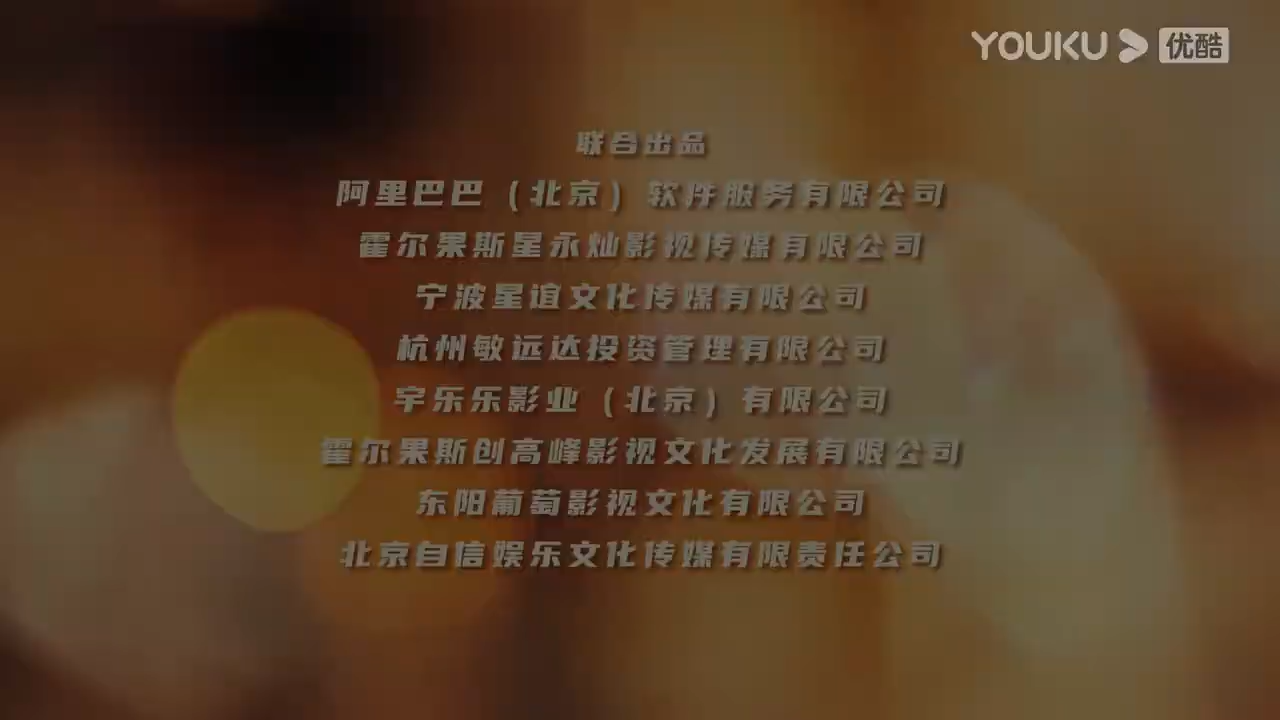 YOUKU 优酷
联合出品
阿里巴巴（北京）软件服务有限公司
霍尔果斯星永灿影视传媒有限公司
宁波星谊文化传媒有限公司
杭州敏远达投资管理有限公司
宇乐乐影业（北京）有限公司
霍尔果斯创高峰影视文化发展有限公司
东阳葡萄影视文化有限公司
北京自信娱乐文化传媒有限责任公司